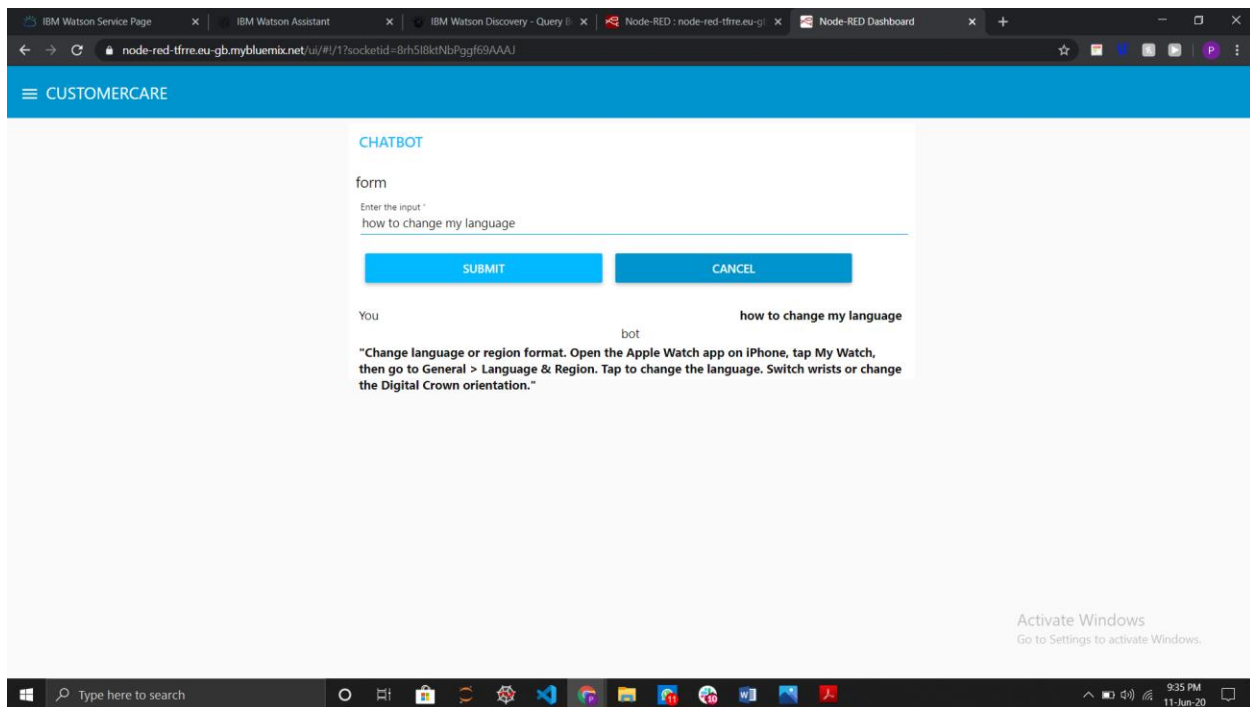 IBM Watson Service Page
IBM Watson Assistant
IBM Watson Discovery - Query B
Node-RED : node-red-tfrre.eu-gb
Node-RED Dashboard
node-red-tfrre.eu-gb.mybluemix.net/ui/#!/1?socketid=8rh5I8ktNbPggf69AAAJ
P
CUSTOMERCARE
CHATBOT
form
Enter the input *
how to change my language
SUBMIT
CANCEL
You
how to change my language
bot
"Change language or region format. Open the Apple Watch app on iPhone, tap My Watch,
then go to General > Language & Region. Tap to change the language. Switch wrists or change
the Digital Crown orientation."
Activate Windows
Go to Settings to activate Windows.
Type here to search
9:35 PM
11-Jun-20